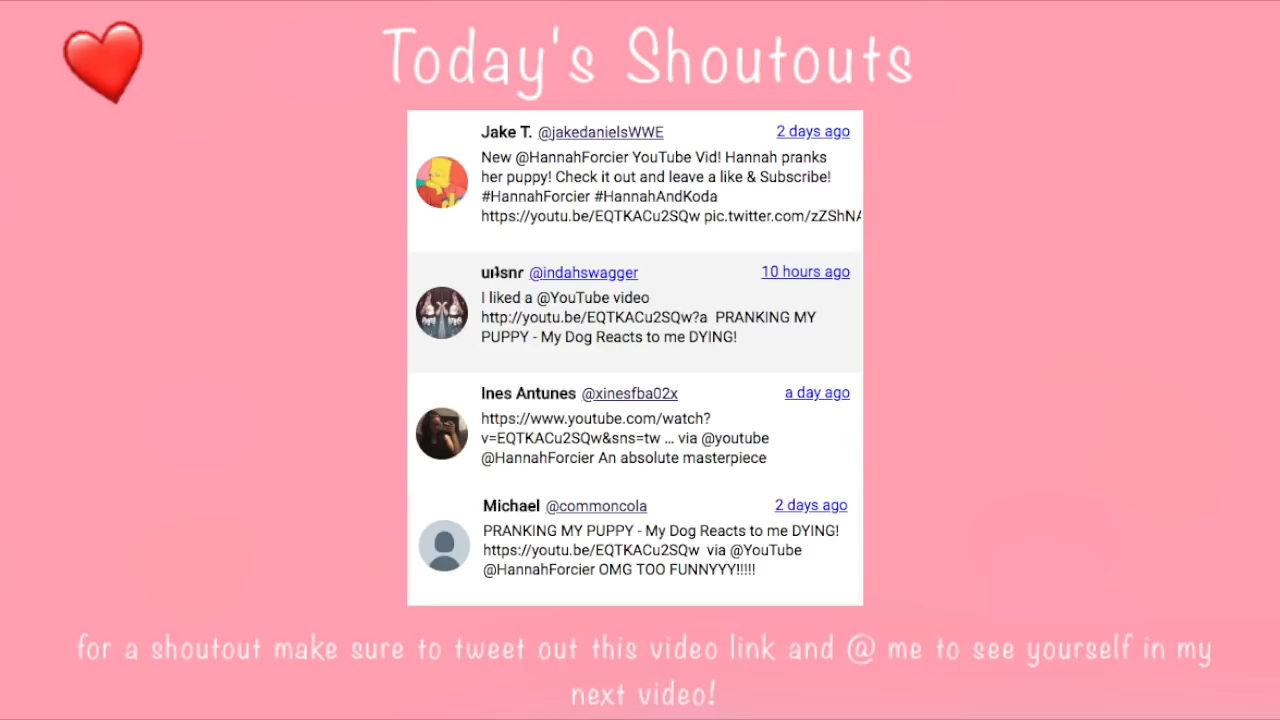 Today's Shoutouts
Jake T. @jakedanielsWWE 2 days ago
New @HannahForcier YouTube Vid! Hannah pranks
her puppy! Check it out and leave a like & Subscribe!
#HannahForcier #HannahAndKoda
https://youtu.be/EQTKACu2SQw pic.twitter.com/zZShNA
@indahswagger 10 hours ago
I liked a @YouTube video
http://youtu.be/EQTKACu2SQw?a PRANKING MY
PUPPY - My Dog Reacts to me DYING!
Ines Antunes @xinesfba02x a day ago
https://www.youtube.com/watch?
v=EQTKACu2SQw&sns=tw ... via @youtube
@HannahForcier An absolute masterpiece
Michael @commoncola 2 days ago
PRANKING MY PUPPY - My Dog Reacts to me DYING!
https://youtu.be/EQTKACu2SQw via @YouTube
@HannahForcier OMG TOO FUNNYYY!!!!!
for a shoutout make sure to tweet out this video link and @ me to see yourself in my
next video!